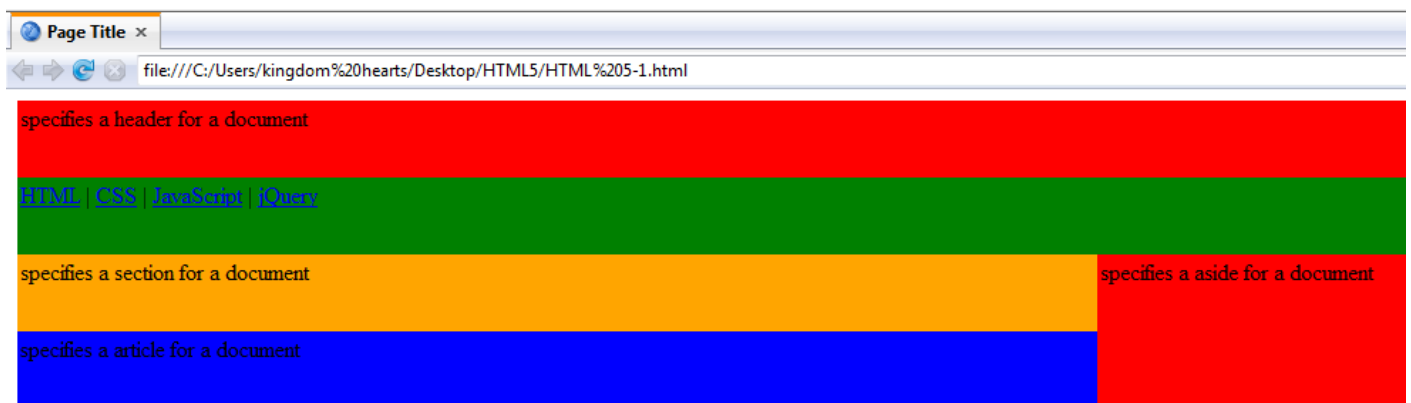 Page Title ×
file:///C:/Users/kingdom%20hearts/Desktop/HTML5/HTML%205-1.html
specifies a header for a document
HTML | CSS | JavaScript | jQuery
specifies a section for a document
specifies a aside for a document
specifies a article for a document